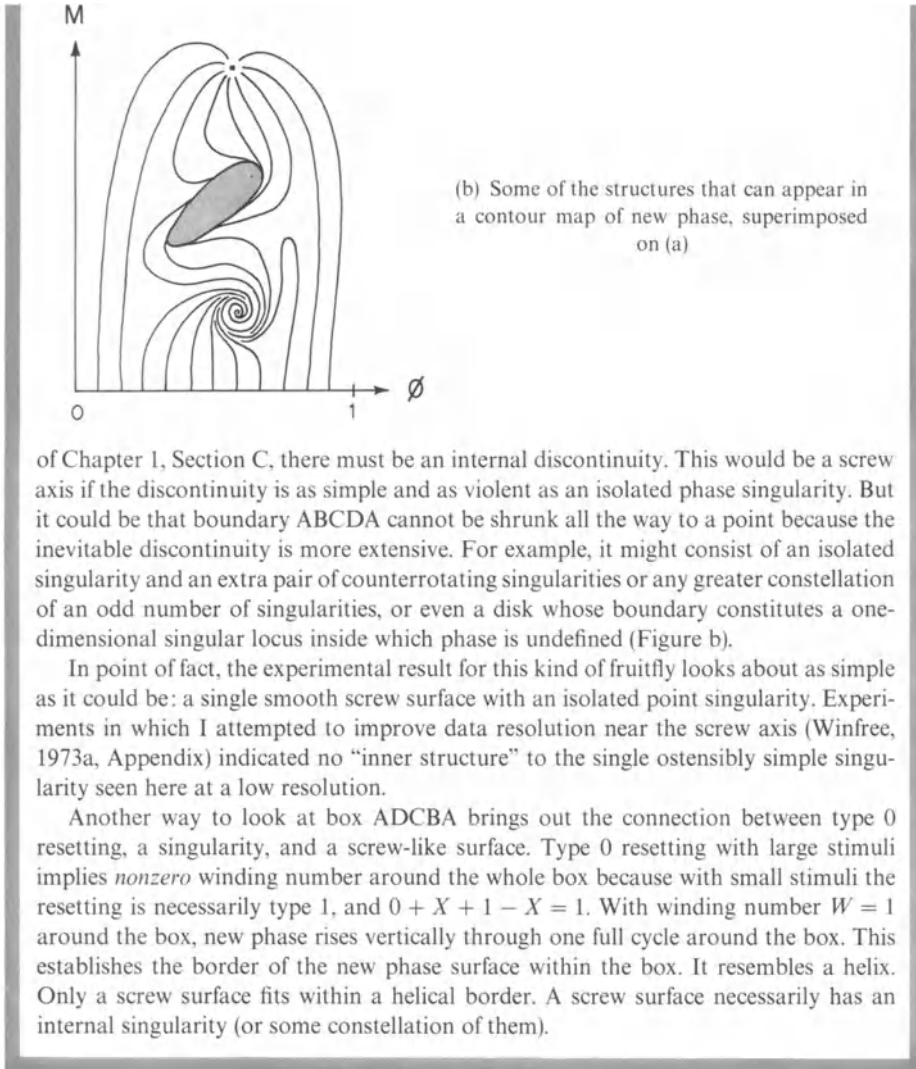 M
(b) Some of the structures that can appear in
a contour map of new phase, superimposed
on (a)
0
1
Ø
of Chapter 1, Section C, there must be an internal discontinuity. This would be a screw
axis if the discontinuity is as simple and as violent as an isolated phase singularity. But
it could be that boundary ABCDA cannot be shrunk all the way to a point because the
inevitable discontinuity is more extensive. For example, it might consist of an isolated
singularity and an extra pair of counterrotating singularities or any greater constellation
of an odd number of singularities, or even a disk whose boundary constitutes a one-
dimensional singular locus inside which phase is undefined (Figure b).
In point of fact, the experimental result for this kind of fruitfly looks about as simple
as it could be: a single smooth screw surface with an isolated point singularity. Experi-
ments in which I attempted to improve data resolution near the screw axis (Winfree,
1973a, Appendix) indicated no “inner structure” to the single ostensibly simple singu-
larity seen here at a low resolution.
Another way to look at box ADCBA brings out the connection between type 0
resetting, a singularity, and a screw-like surface. Type 0 resetting with large stimuli
implies nonzero winding number around the whole box because with small stimuli the
resetting is necessarily type 1, and 0 + X + 1 − X = 1. With winding number W = 1
around the box, new phase rises vertically through one full cycle around the box. This
establishes the border of the new phase surface within the box. It resembles a helix.
Only a screw surface fits within a helical border. A screw surface necessarily has an
internal singularity (or some constellation of them).